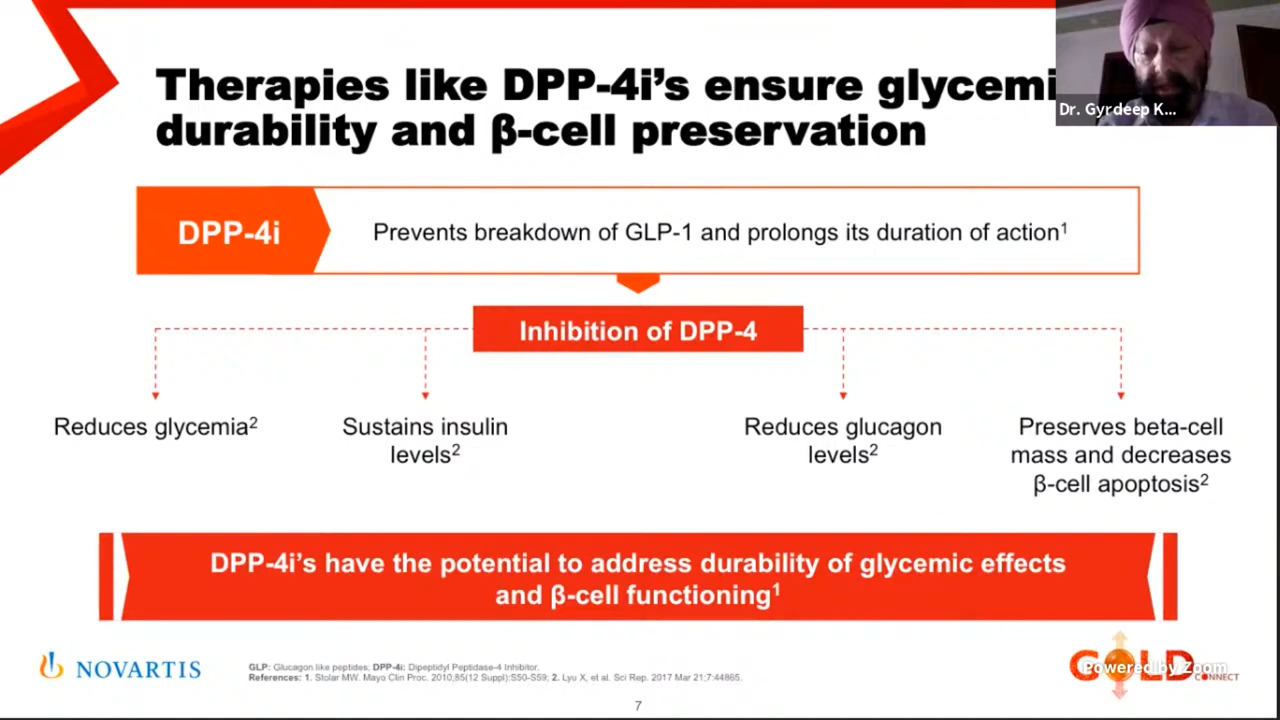 Therapies like DPP-4i’s ensure glycemi
durability and β-cell preservation
Dr. Gyrdeep K...
DPP-4i
Prevents breakdown of GLP-1 and prolongs its duration of action¹
Inhibition of DPP-4
Reduces glycemia²
Sustains insulin
levels²
Reduces glucagon
levels²
Preserves beta-cell
mass and decreases
β-cell apoptosis²
DPP-4i’s have the potential to address durability of glycemic effects
and β-cell functioning¹
NOVARTIS
GLP: Glucagon like peptides; DPP-4i: Dipeptidyl Peptidase-4 Inhibitor.
References: 1. Stolar MW. Mayo Clin Proc. 2010;85(12 Suppl):S50-S59; 2. Lyu X, et al. Sci Rep. 2017 Mar 21;7:44865.
GOLD
CONNECT
Powered by Zoom
7